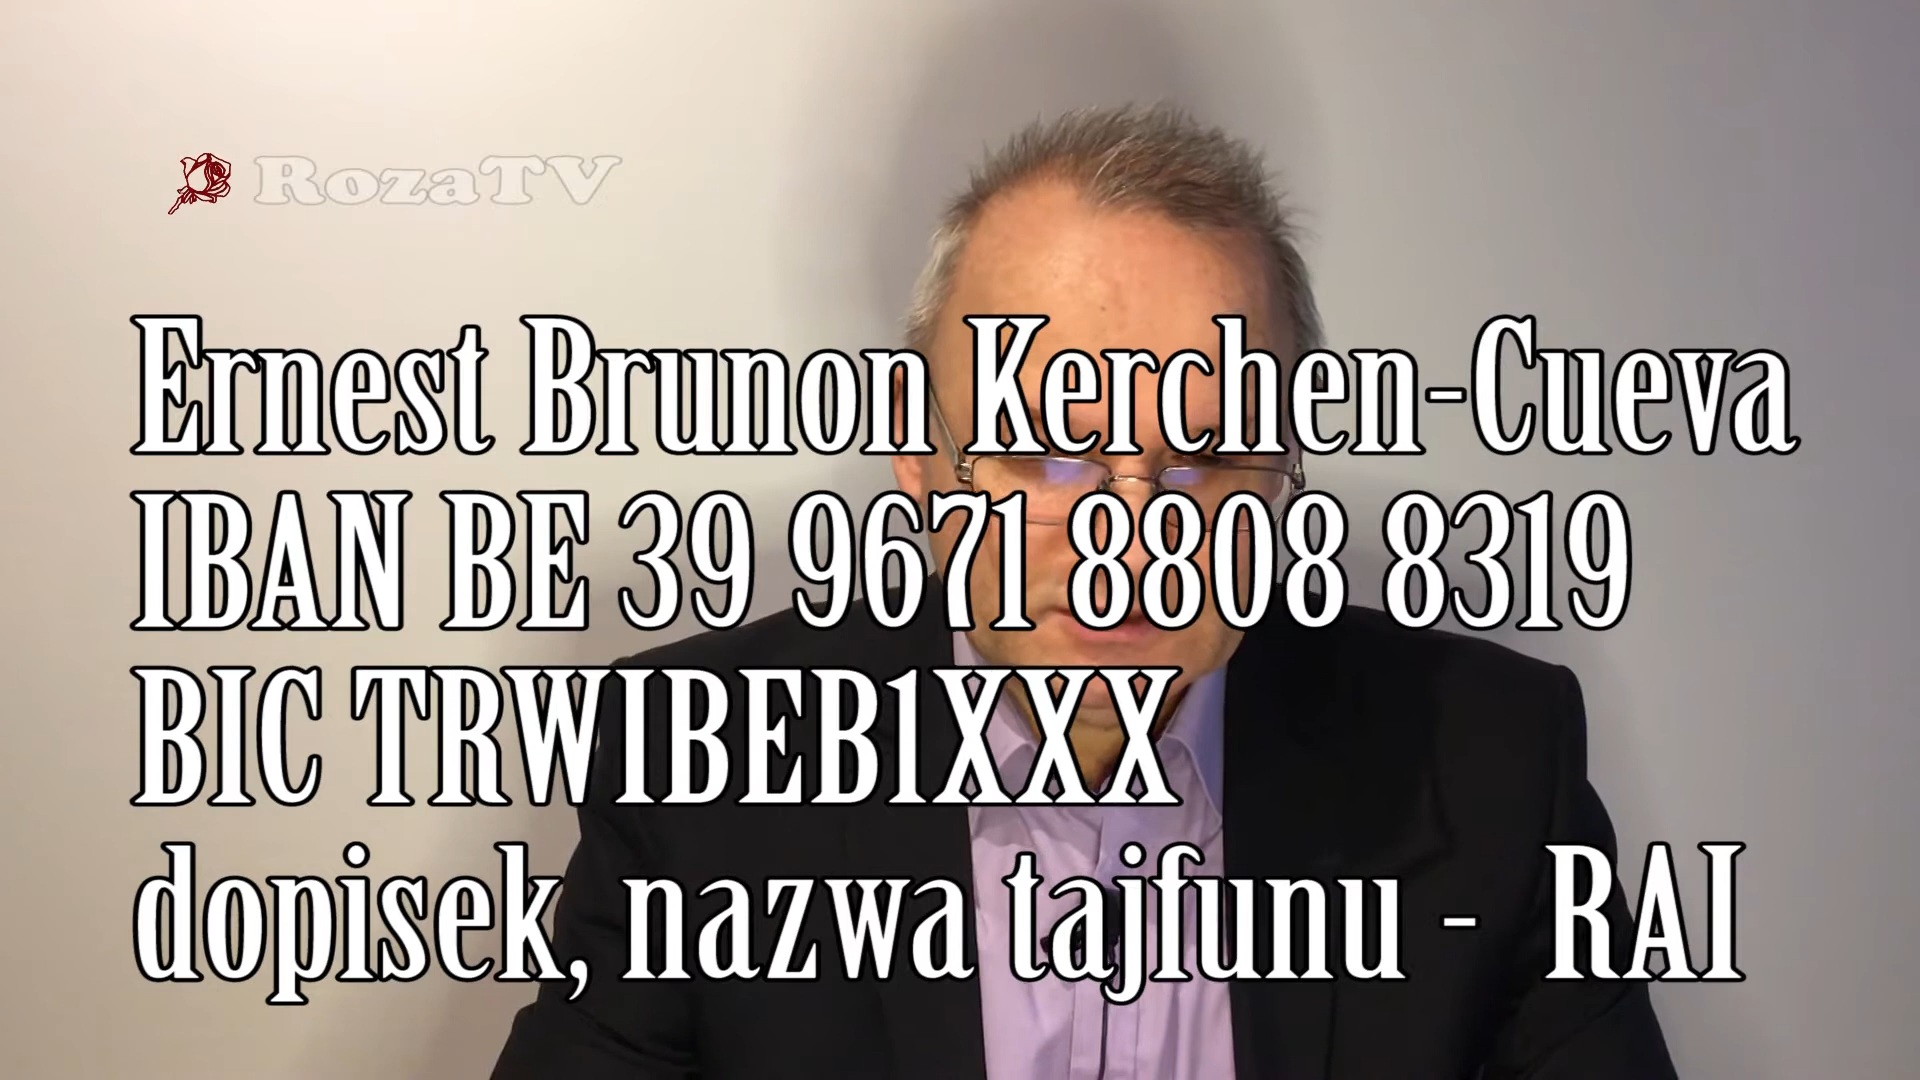 RozaTV
Ernest Brunon Kerchen-Cueva
IBAN BE 39 9671 8808 8319
BIC TRWIBEB1XXX
dopisek, nazwa tajfunu - RAI